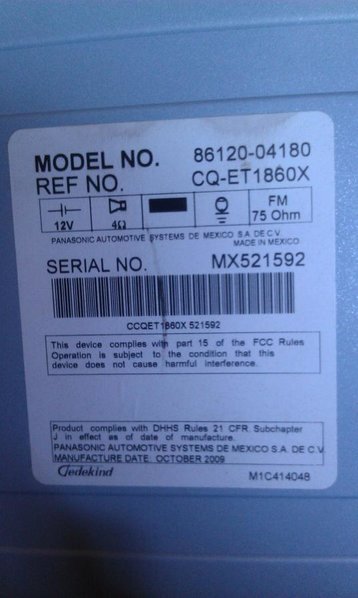 MODEL NO. 86120-04180
REF NO. CQ-ET1860X
12V 4Ω FM 75 Ohm
PANASONIC AUTOMOTIVE SYSTEMS DE MEXICO S.A. DE C.V.
MADE IN MEXICO
SERIAL NO. MX521592
CCQET1860X 521592
This device complies with part 15 of the FCC Rules
Operation is subject to the condition that this
device does not cause harmful interference.
Product complies with DHHS Rules 21 CFR. Subchapter
J in effect as of date of manufacture.
PANASONIC AUTOMOTIVE SYSTEMS DE MEXICO S.A. DE C.V.
MANUFACTURE DATE: OCTOBER 2009
Jedekind M1C414048